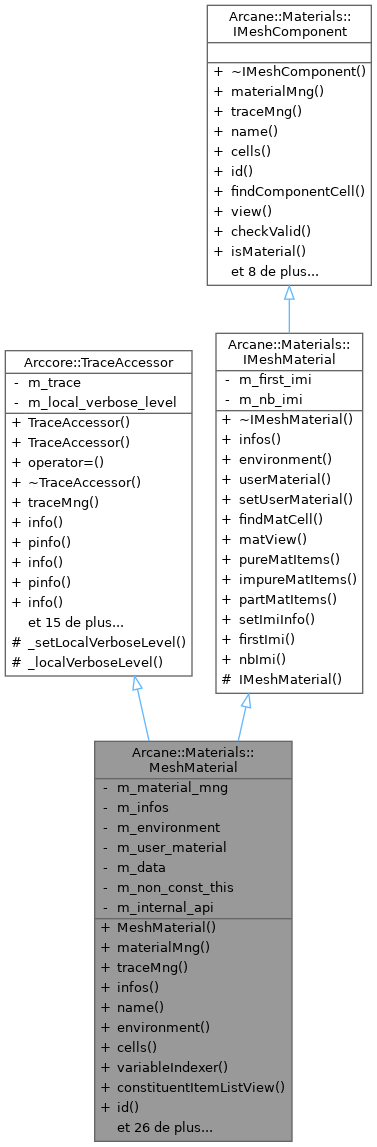 Arcane::Materials::
IMeshComponent
+ ~IMeshComponent()
+ materialMng()
+ traceMng()
+ name()
+ cells()
+ id()
+ findComponentCell()
+ view()
+ checkValid()
+ isMaterial()
et 8 de plus...
Arccore::TraceAccessor
- m_trace
- m_local_verbose_level
+ TraceAccessor()
+ TraceAccessor()
+ operator=()
+ ~TraceAccessor()
+ traceMng()
+ info()
+ pinfo()
+ info()
+ pinfo()
+ info()
et 15 de plus...
# _setLocalVerboseLevel()
# _localVerboseLevel()
Arcane::Materials::
IMeshMaterial
- m_first_imi
- m_nb_imi
+ ~IMeshMaterial()
+ infos()
+ environment()
+ userMaterial()
+ setUserMaterial()
+ findMatCell()
+ matView()
+ pureMatItems()
+ impureMatItems()
+ partMatItems()
+ setImiInfo()
+ firstImi()
+ nbImi()
# IMeshMaterial()
Arcane::Materials::
MeshMaterial
- m_material_mng
- m_infos
- m_environment
- m_user_material
- m_data
- m_non_const_this
- m_internal_api
+ MeshMaterial()
+ materialMng()
+ traceMng()
+ infos()
+ name()
+ environment()
+ cells()
+ variableIndexer()
+ constituentItemListView()
+ id()
et 26 de plus...